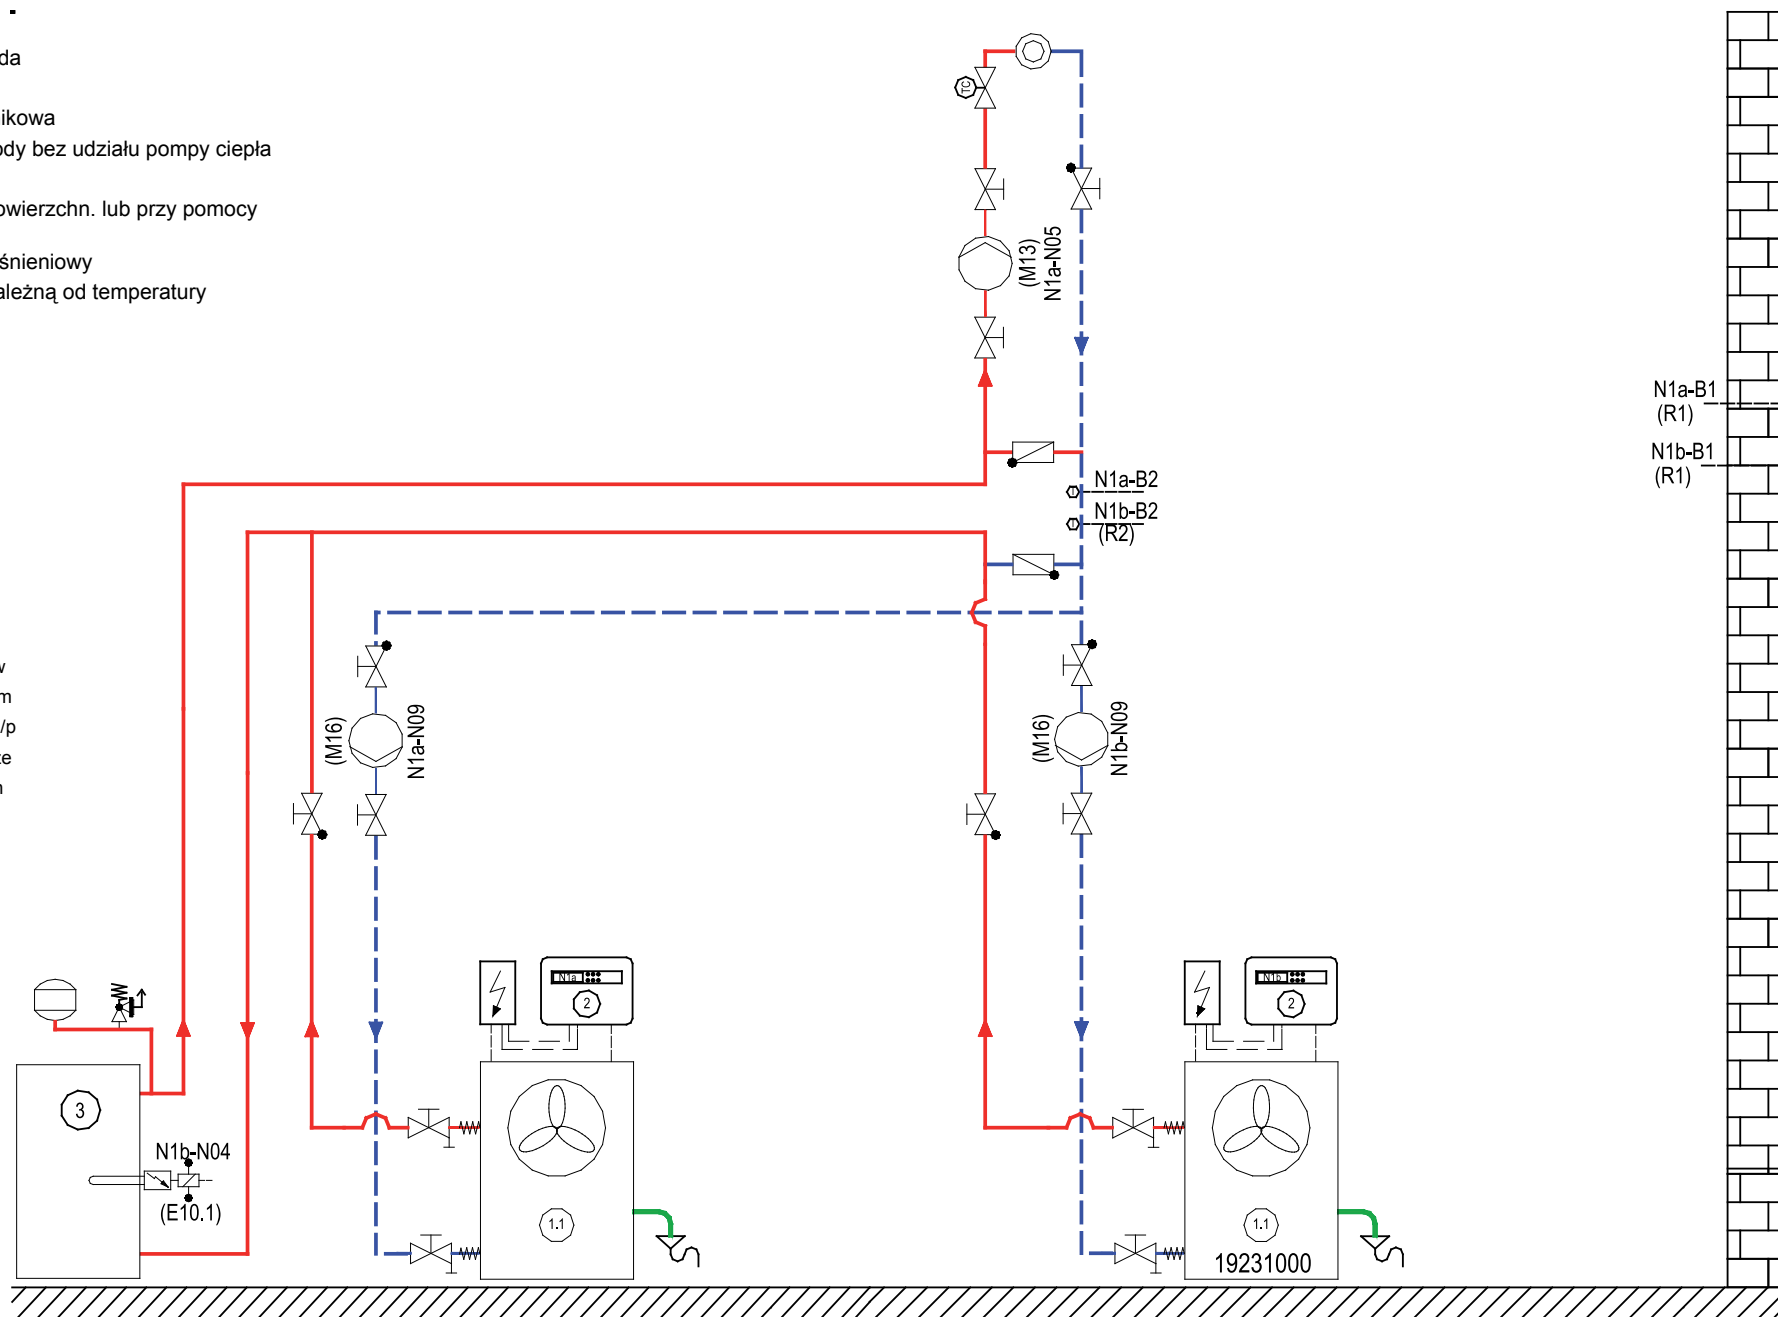 da
ikowa
ody bez udziału pompy ciepła
owierzchn. lub przy pomocy
śnieniowy
ależną od temperatury
TC
(M13)
N1a-N05
N1a-B1
(R1)
N1b-B1
(R1)
N1a-B2
N1b-B2
(R2)
w
m
/p
ze
n
(M16)
N1a-N09
(M16)
N1b-N09
N1a
2
N1b
2
3
N1b-N04
(E10.1)
1.1
1.1
19231000